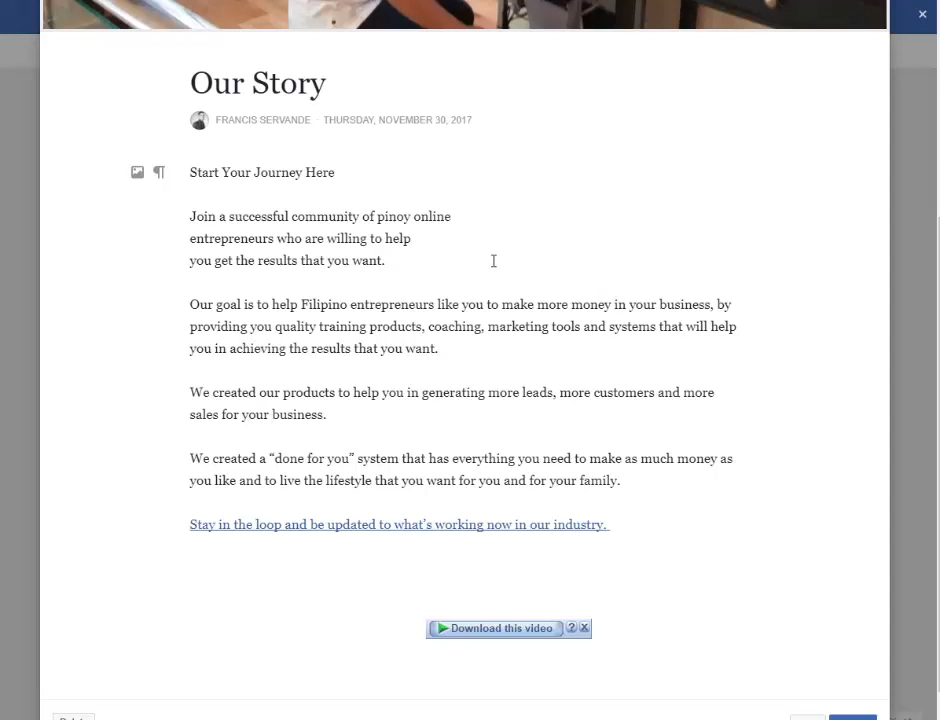 Our Story
FRANCIS SERVANDE · THURSDAY, NOVEMBER 30, 2017
Start Your Journey Here
Join a successful community of pinoy online
entrepreneurs who are willing to help
you get the results that you want.
Our goal is to help Filipino entrepreneurs like you to make more money in your business, by
providing you quality training products, coaching, marketing tools and systems that will help
you in achieving the results that you want.
We created our products to help you in generating more leads, more customers and more
sales for your business.
We created a “done for you” system that has everything you need to make as much money as
you like and to live the lifestyle that you want for you and for your family.
Stay in the loop and be updated to what’s working now in our industry.
Download this video ? X